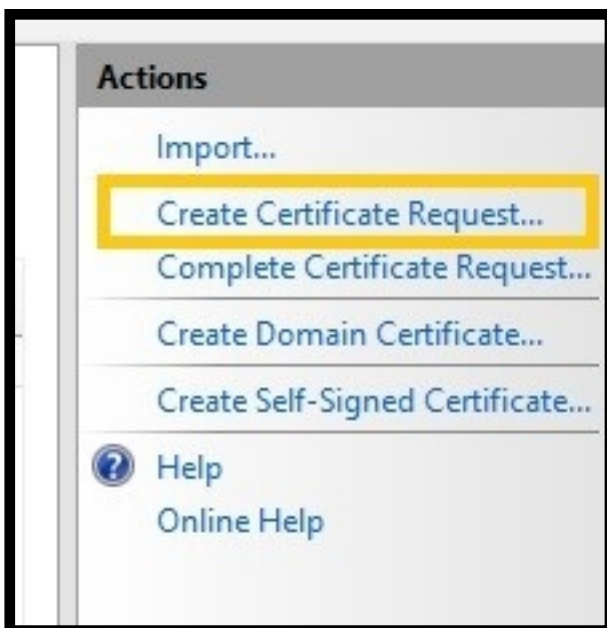 Actions
Import...
Create Certificate Request...
Complete Certificate Request...
Create Domain Certificate...
Create Self-Signed Certificate...
Help
Online Help